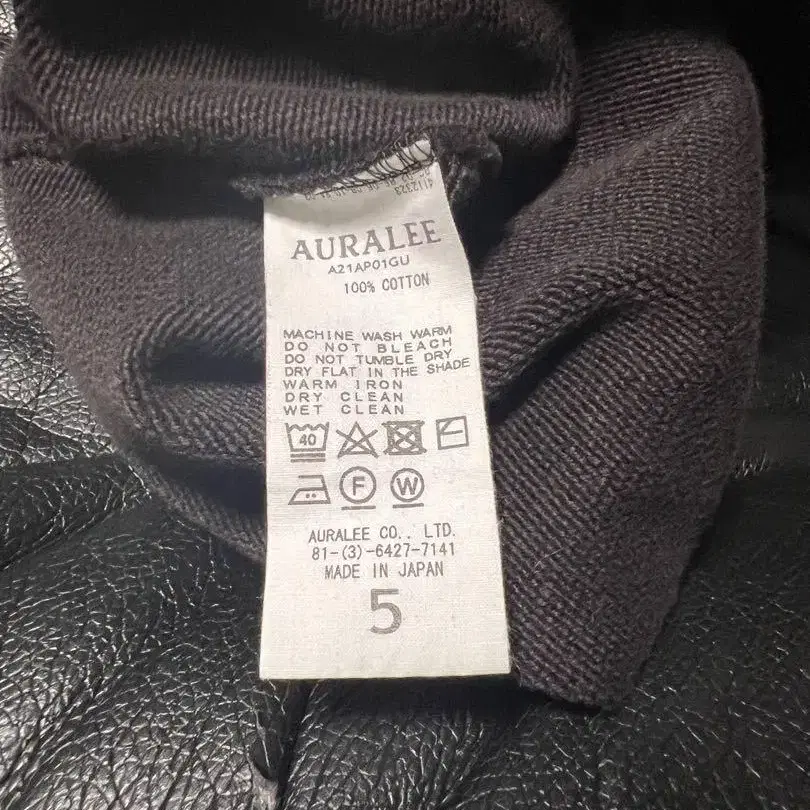 AURALEE
A21AP01GU
100% COTTON
MACHINE WASH WARM
DO NOT BLEACH
DO NOT TUMBLE DRY
DRY FLAT IN THE SHADE
WARM IRON
DRY CLEAN
WET CLEAN
40
F W
AURALEE CO., LTD.
81-(3)-6427-7141
MADE IN JAPAN
5